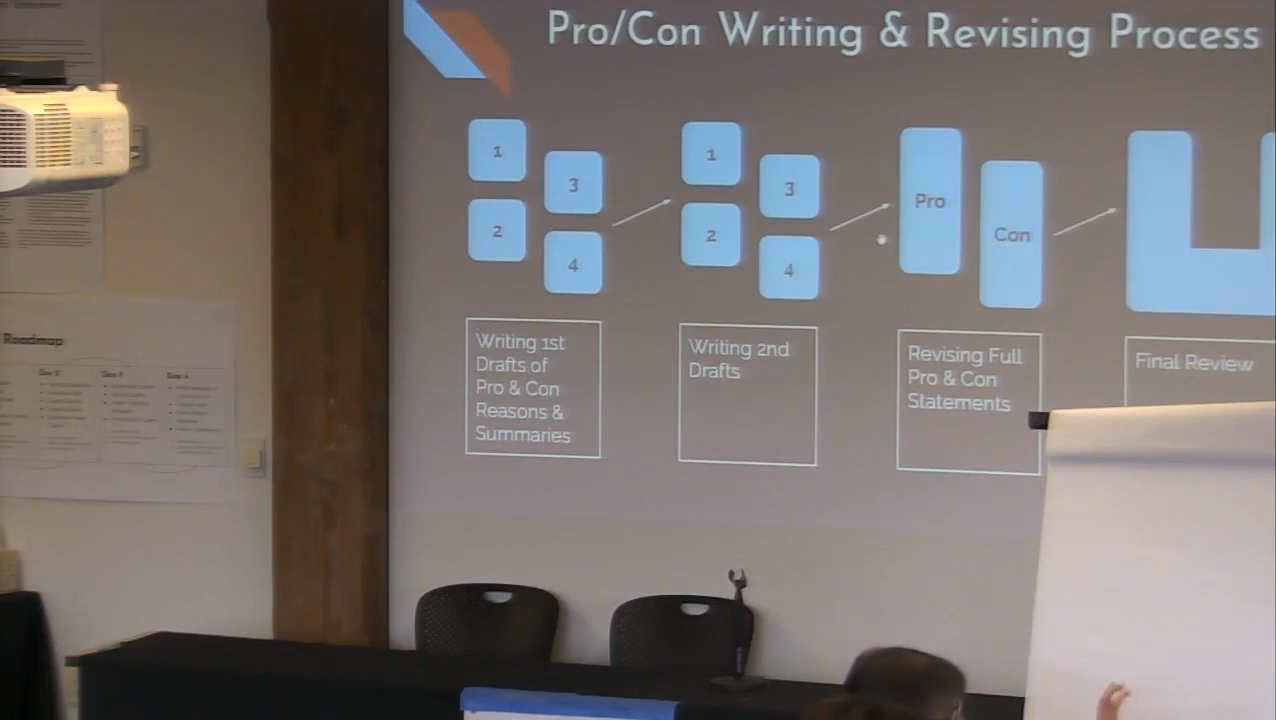 Pro/Con Writing & Revising Process
1
3
2
4
1
3
2
4
Pro
Con
Writing 1st
Drafts of
Pro & Con
Reasons &
Summaries
Writing 2nd
Drafts
Revising Full
Pro & Con
Statements
Final Review
Roadmap